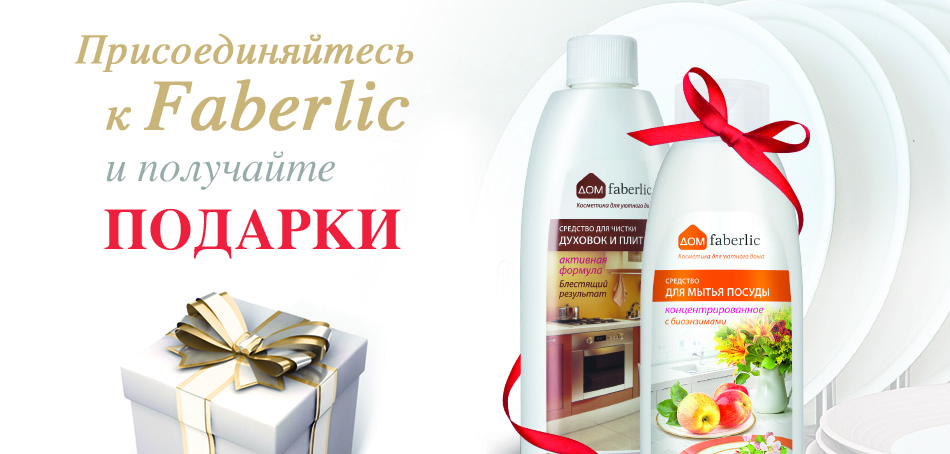 Присоединяйтесь
к Faberlic
и получайте
ПОДАРКИ
ДОМ faberlic
Косметика для уютного до
СРЕДСТВО ДЛЯ ЧИСТКИ
ДУХОВОК И ПЛИТ
активная
формула
Блестящий
результат
ДОМ faberlic
Косметика для уютного дома
СРЕДСТВО
ДЛЯ МЫТЬЯ ПОСУДЫ
концентрированное
с биоэнзимами